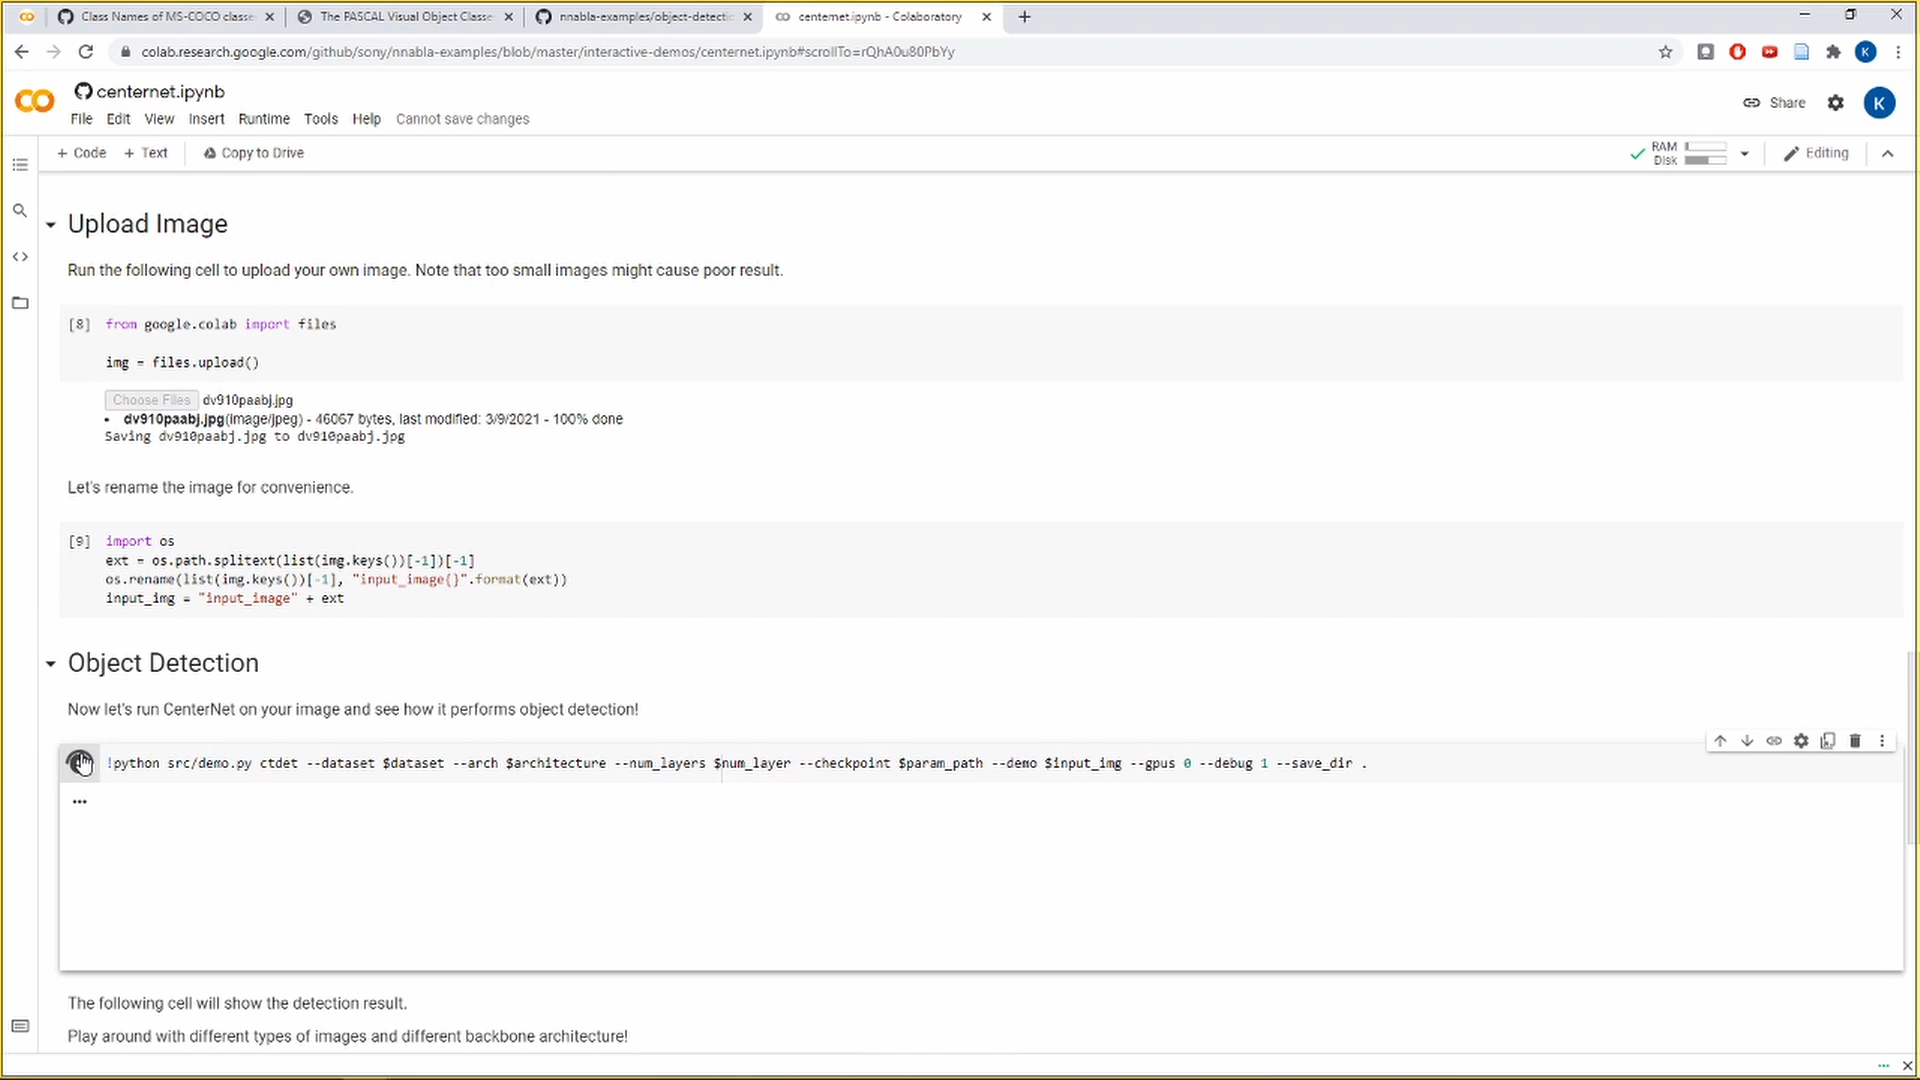 Class Names of MS-COCO classe
The PASCAL Visual Object Classe
nnabla-examples/object-detectio
centernet.ipynb - Colaboratory
colab.research.google.com/github/sony/nnabla-examples/blob/master/interactive-demos/centernet.ipynb#scrollTo=rQhA0u80PbYy
K
centernet.ipynb
File Edit View Insert Runtime Tools Help Cannot save changes
Share
K
+ Code + Text Copy to Drive
RAM
Disk
Editing
Upload Image
Run the following cell to upload your own image. Note that too small images might cause poor result.
[8] from google.colab import files
img = files.upload()
Choose Files dv910paabj.jpg
• dv910paabj.jpg(image/jpeg) - 46067 bytes, last modified: 3/9/2021 - 100% done
Saving dv910paabj.jpg to dv910paabj.jpg
Let's rename the image for convenience.
[9] import os
ext = os.path.splitext(list(img.keys())[-1])[-1]
os.rename(list(img.keys())[-1], "input_image{}".format(ext))
input_img = "input_image" + ext
Object Detection
Now let's run CenterNet on your image and see how it performs object detection!
!python src/demo.py ctdet --dataset $dataset --arch $architecture --num_layers $num_layer --checkpoint $param_path --demo $input_img --gpus 0 --debug 1 --save_dir .
...
The following cell will show the detection result.
Play around with different types of images and different backbone architecture!